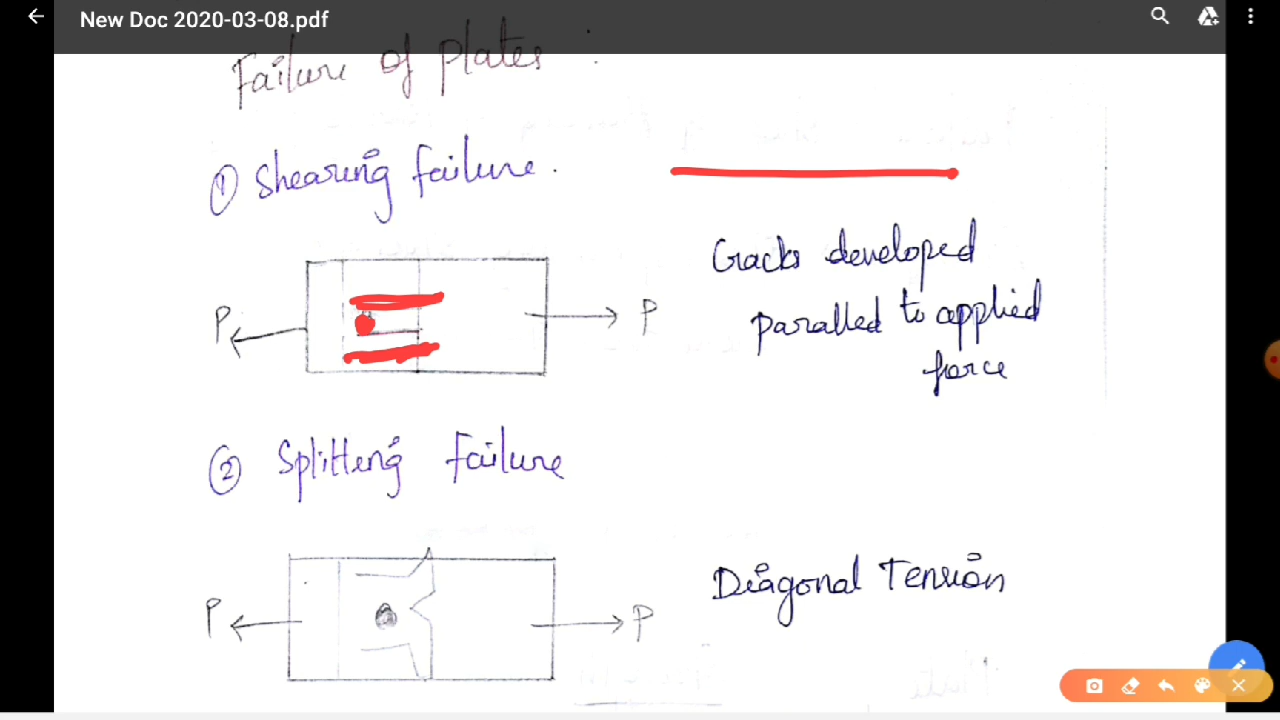 New Doc 2020-03-08.pdf
Failure of plates :
① Shearing failure.
Cracks developed
parallel to applied
force
P
P
② Splitting failure
Diagonal Tension
P
P